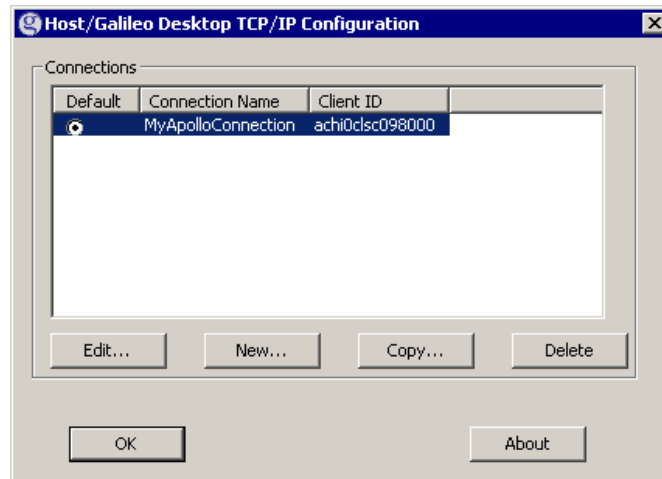 Host/Galileo Desktop TCP/IP Configuration
Connections
Default Connection Name Client ID
MyApolloConnection achi0clsc098000
Edit... New... Copy... Delete
OK About